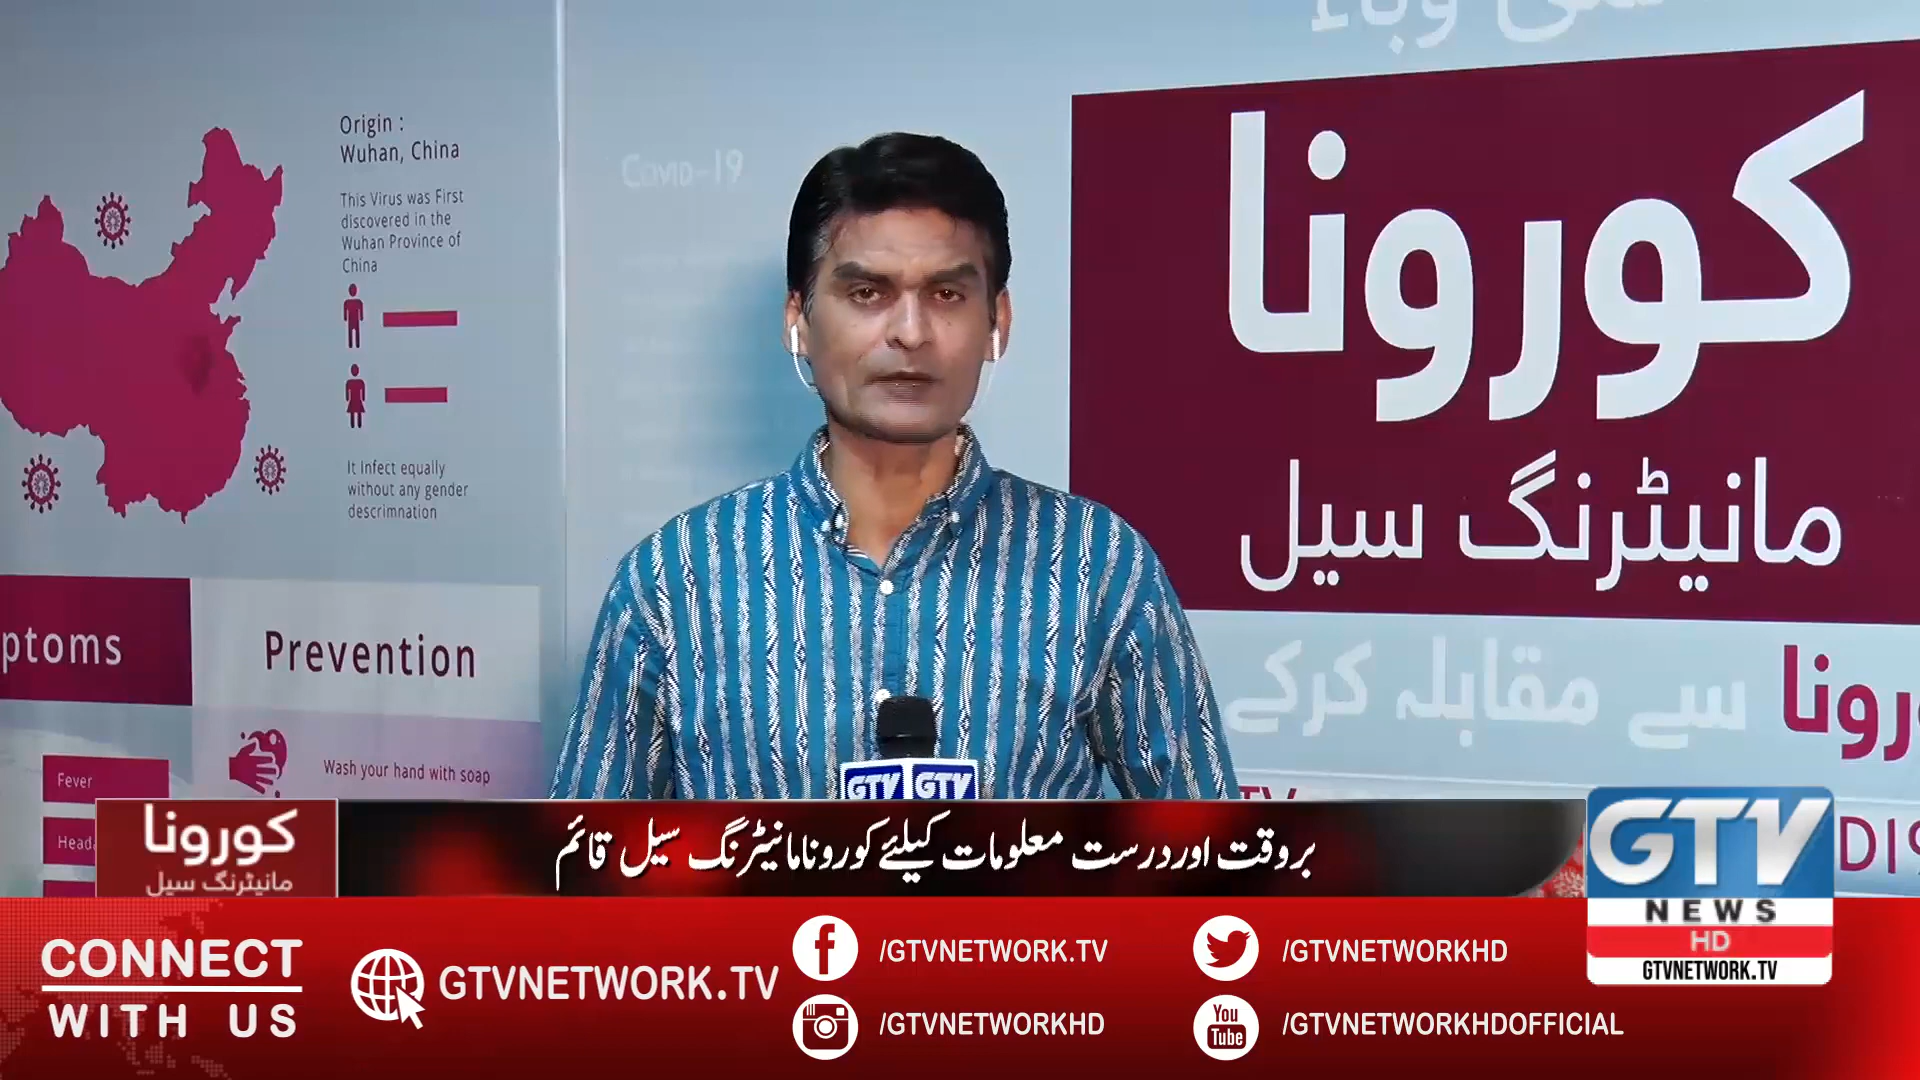 وباء
Origin :
Wuhan, China
This Virus was First
discovered in the
Wuhan Province of
China
It Infect equally
without any gender
descrimnation
Covid-19
کورونا
مانیٹرنگ سیل
ptoms
Prevention
Fever
Wash your hand with soap
سے مقابلہ کرکے
GTV GTV
کورونا
مانیٹرنگ سیل
بروقت اور درست معلومات کیلئے کورونا مانیٹرنگ سیل قائم
GTV
NEWS
HD
GTVNETWORK.TV
CONNECT
WITH US
GTVNETWORK.TV
/GTVNETWORK.TV
/GTVNETWORKHD
/GTVNETWORKHD
You
Tube
/GTVNETWORKHDOFFICIAL